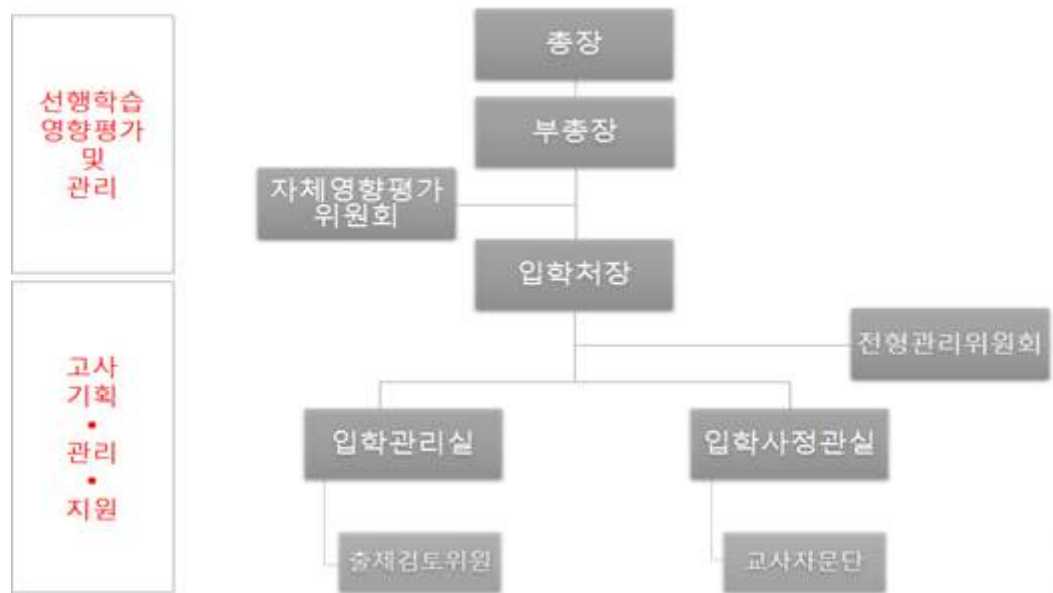 선행학습
영향평가
및
관리
총장
부총장
자체영향평가
위원회
입학처장
고사
기획
•
관리
•
지원
전형관리위원회
입학관리실
입학사정관실
출제검토위원
교사자문단